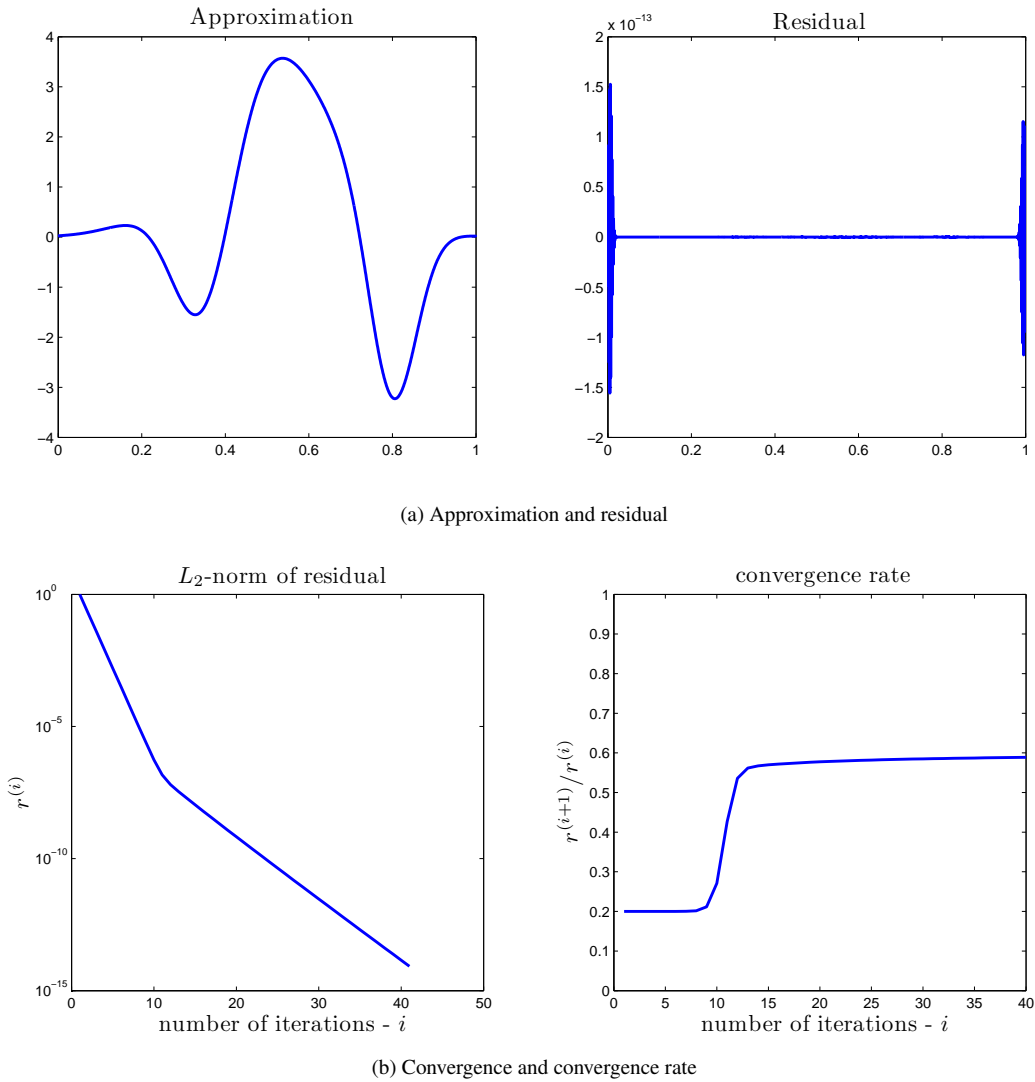 Approximation
4
3
2
1
0
−1
−2
−3
−4
0 0.2 0.4 0.6 0.8 1
Residual
x 10−13
2
1.5
1
0.5
0
−0.5
−1
−1.5
−2
0 0.2 0.4 0.6 0.8 1
(a) Approximation and residual
L2-norm of residual
10^0
10^−5
10^−10
10^−15
r^(i)
0 10 20 30 40 50
number of iterations - i
convergence rate
1
0.9
0.8
0.7
0.6
0.5
0.4
0.3
0.2
0.1
0
r^(i+1)/r^(i)
0 5 10 15 20 25 30 35 40
number of iterations - i
(b) Convergence and convergence rate